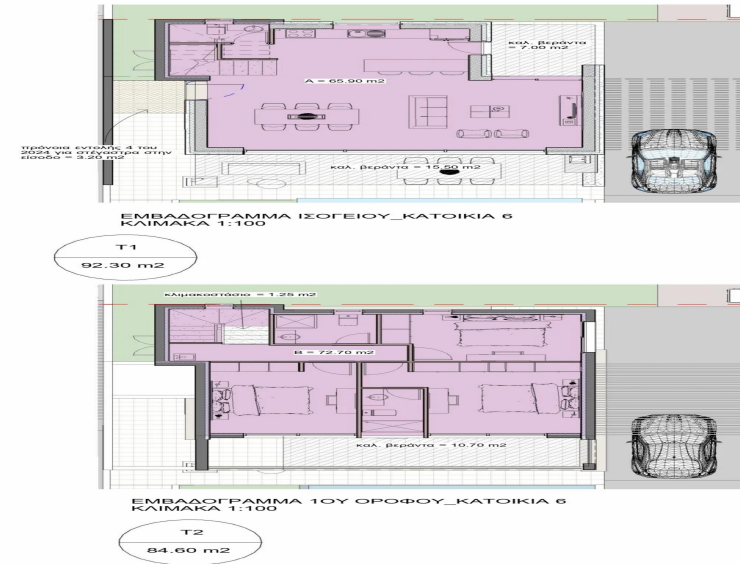 καλ. βεράντα
= 7.00 m2
A = 65.90 m2
πρόνοια εντολής 4 του
2024 για στέγαστρα στην
είσοδο = 3.20 m2
καλ. βεράντα = 15.50 m2
ΕΜΒΑΔΟΓΡΑΜΜΑ ΙΣΟΓΕΙΟΥ_ΚΑΤΟΙΚΙΑ 6
ΚΛΙΜΑΚΑ 1:100
T1
92.30 m2
κλιμακοστάσιο = 1.25 m2
B = 72.70 m2
καλ. βεράντα = 10.70 m2
ΕΜΒΑΔΟΓΡΑΜΜΑ 1ΟΥ ΟΡΟΦΟΥ_ΚΑΤΟΙΚΙΑ 6
ΚΛΙΜΑΚΑ 1:100
T2
84.60 m2